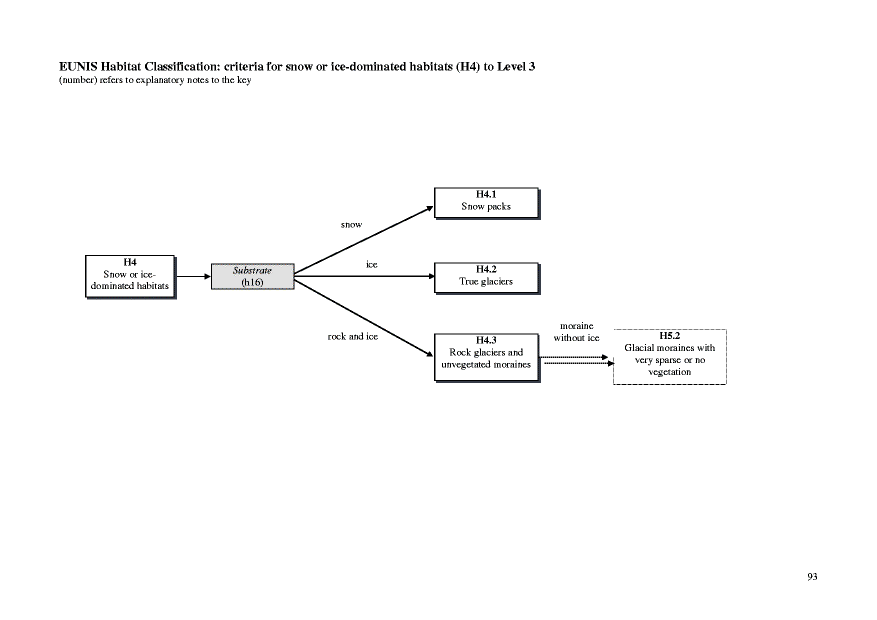 EUNIS Habitat Classification: criteria for snow or ice-dominated habitats (H4) to Level 3
(number) refers to explanatory notes to the key
H4.1
Snow packs
snow
H4
Snow or ice-
dominated habitats
Substrate
(h16)
ice
H4.2
True glaciers
rock and ice
H4.3
Rock glaciers and
unvegetated moraines
moraine
without ice
H5.2
Glacial moraines with
very sparse or no
vegetation
93